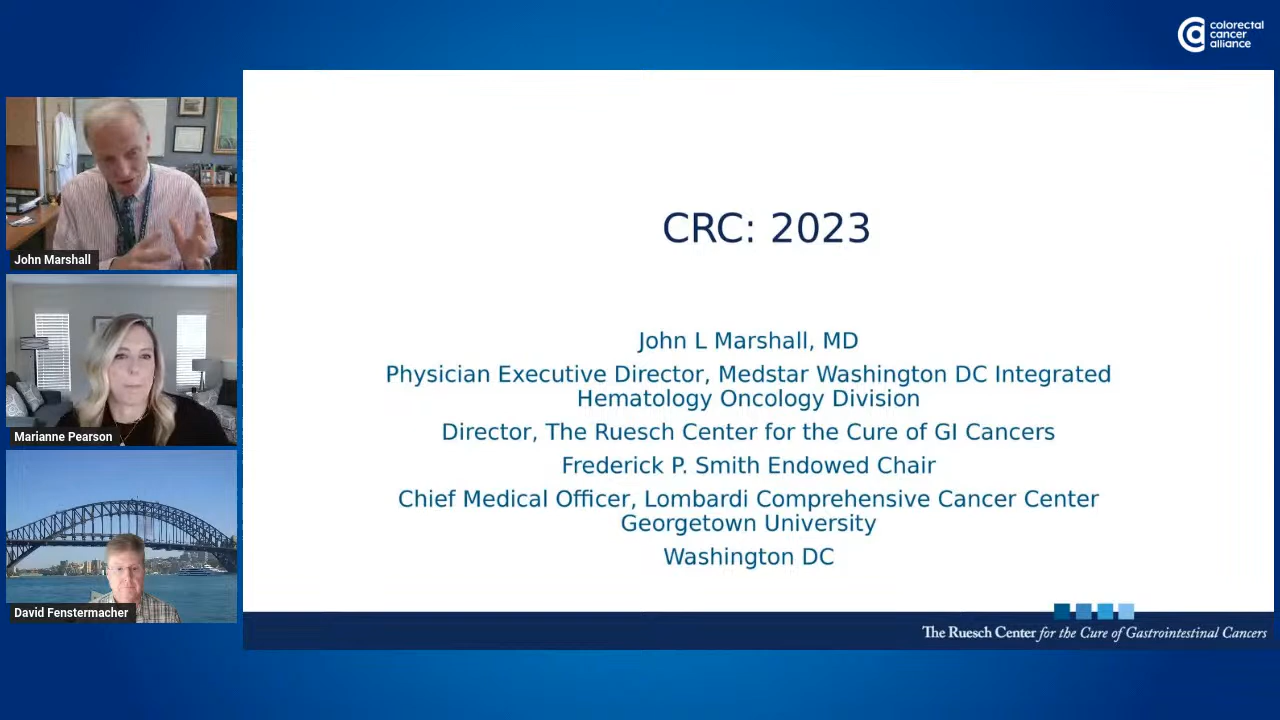 colorectal
cancer
alliance
CRC: 2023
John L Marshall, MD
Physician Executive Director, Medstar Washington DC Integrated
Hematology Oncology Division
Director, The Ruesch Center for the Cure of GI Cancers
Frederick P. Smith Endowed Chair
Chief Medical Officer, Lombardi Comprehensive Cancer Center
Georgetown University
Washington DC
The Ruesch Center for the Cure of Gastrointestinal Cancers
John Marshall
Marianne Pearson
David Fenstermacher